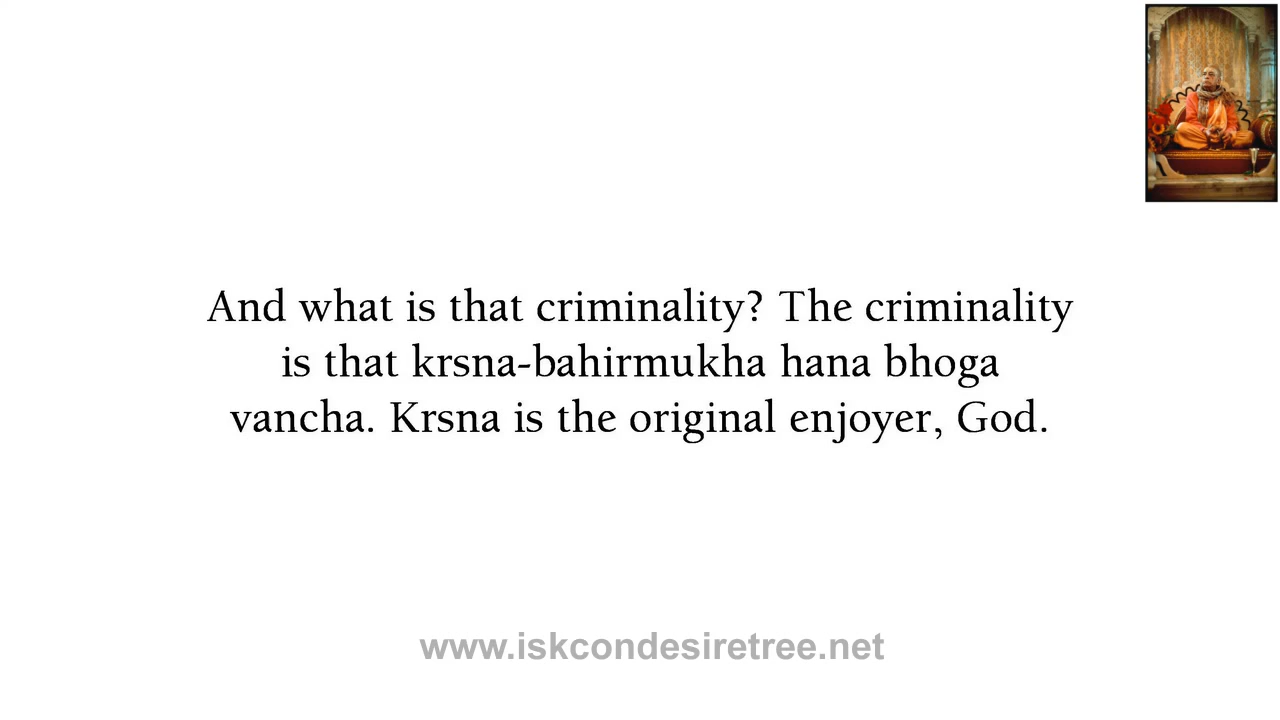 And what is that criminality? The criminality
is that krsna-bahirmukha hana bhoga
vancha. Krsna is the original enjoyer, God.
www.iskcondesiretree.net